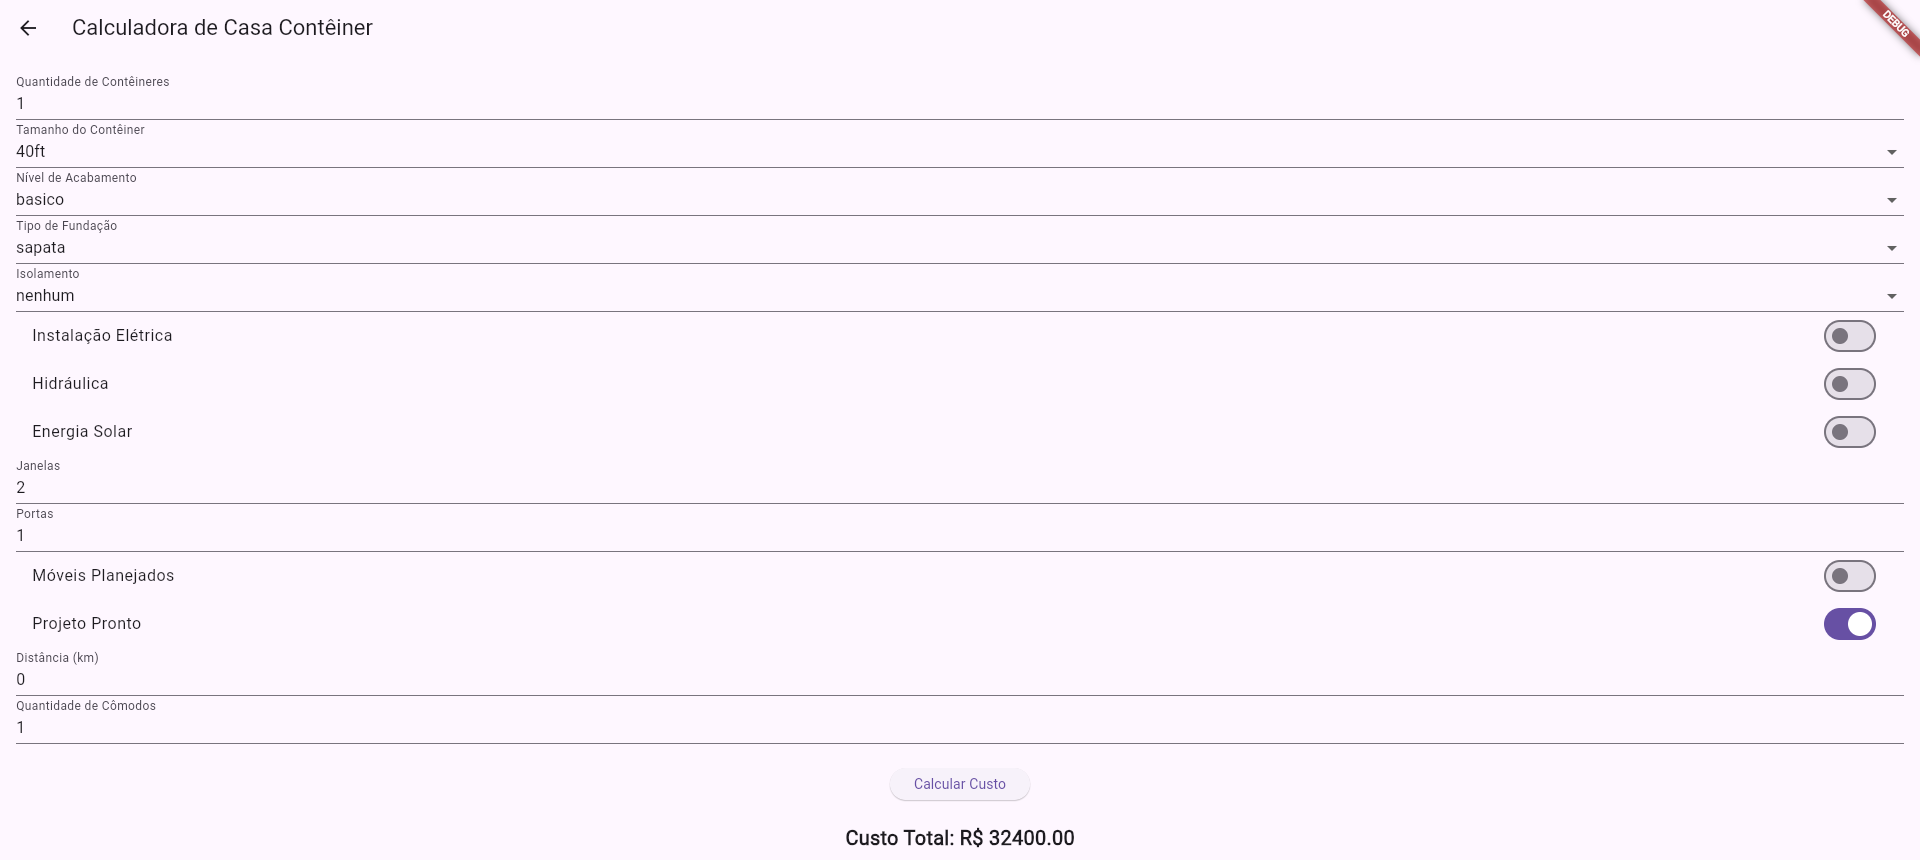 Calculadora de Casa Contêiner
DEBUG
Quantidade de Contêineres
1
Tamanho do Contêiner
40ft
Nível de Acabamento
basico
Tipo de Fundação
sapata
Isolamento
nenhum
Instalação Elétrica
Hidráulica
Energia Solar
Janelas
2
Portas
1
Móveis Planejados
Projeto Pronto
Distância (km)
0
Quantidade de Cômodos
1
Calcular Custo
Custo Total: R$ 32400.00